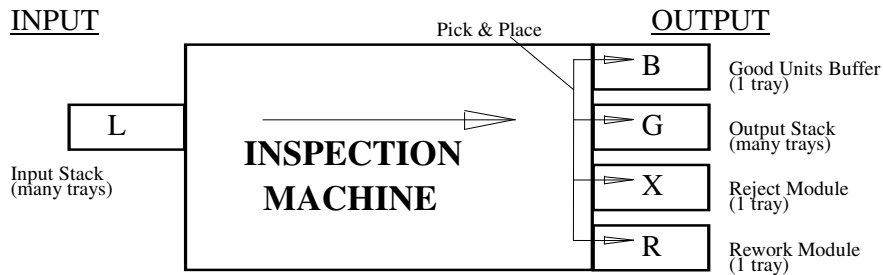 INPUT
OUTPUT
Pick & Place
B
Good Units Buffer
(1 tray)
L
G
Output Stack
(many trays)
INSPECTION
MACHINE
Input Stack
(many trays)
X
Reject Module
(1 tray)
R
Rework Module
(1 tray)